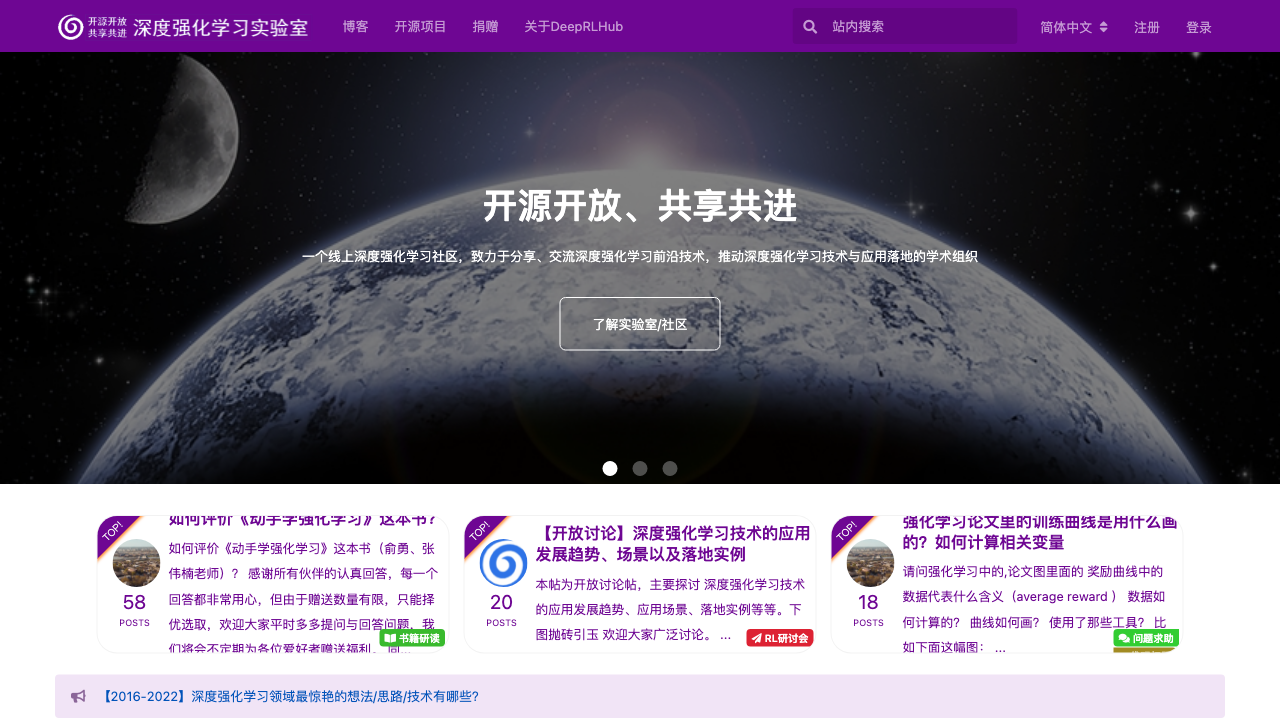 开源开放
共享共进
深度强化学习实验室
博客
开源项目
捐赠
关于DeepRLHub
站内搜索
简体中文
注册
登录
开源开放、共享共进
一个线上深度强化学习社区，致力于分享、交流深度强化学习前沿技术，推动深度强化学习技术与应用落地的学术组织
了解实验室/社区
TOP!
58
POSTS
如何评价《动手学强化学习》这本书？
如何评价《动手学强化学习》这本书（俞勇、张
伟楠老师）？ 感谢所有伙伴的认真回答，每一个
回答都非常用心，但由于赠送数量有限，只能择
优选取，欢迎大家平时多多提问与回答问题，我
们将会不定期为各位爱好者赠送福利。 同...
书籍研读
TOP!
20
POSTS
【开放讨论】深度强化学习技术的应用
发展趋势、场景以及落地实例
本帖为开放讨论帖，主要探讨 深度强化学习技术
的应用发展趋势、应用场景、落地实例等等。下
图抛砖引玉 欢迎大家广泛讨论。 ...
RL研讨会
TOP!
18
POSTS
强化学习论文里的训练曲线是用什么画
的？如何计算相关变量
请问强化学习中的,论文图里面的 奖励曲线中的
数据代表什么含义（average reward ） 数据如
何计算的？ 曲线如何画？ 使用了那些工具？ 比
如下面这幅图： ...
问题求助
【2016-2022】深度强化学习领域最惊艳的想法/思路/技术有哪些?